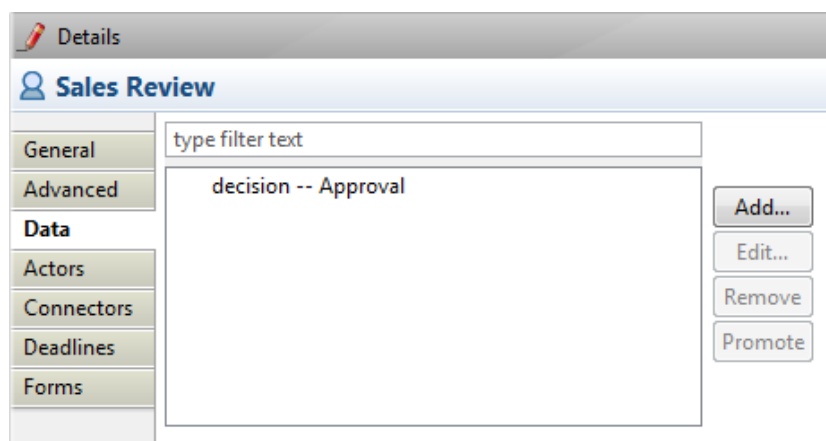 Details
Sales Review
General
Advanced
Data
Actors
Connectors
Deadlines
Forms
type filter text
decision -- Approval
Add...
Edit...
Remove
Promote